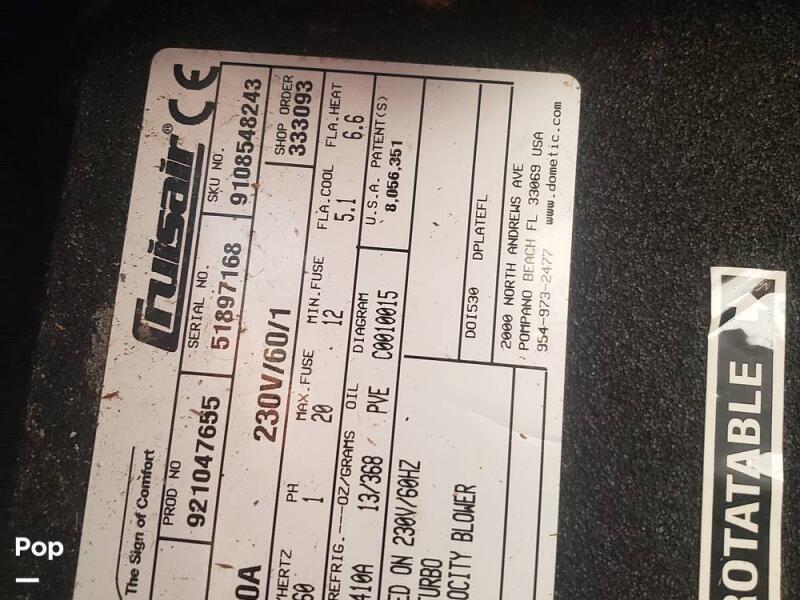 The Sign of Comfort
Cruisair® CE
PROD NO SERIAL NO. SKU NO.
921047655 51897168 9108548243
0A 230V/60/1 SHOP ORDER
333093
/HERTZ PH MAX.FUSE MIN.FUSE FLA.COOL FLA.HEAT
60 1 20 12 5.1 6.6
REFRIG.---OZ/GRAMS OIL DIAGRAM U.S.A. PATENT(S)
410A 13/368 PVE C0010015 8,056,351
ED ON 230V/60HZ
TURBO
OCITY BLOWER
DOI530 DPLATEFL
2000 NORTH ANDREWS AVE
POMPANO BEACH FL 33069 USA
954-973-2477 www.dometic.com
ROTATABLE
Pop